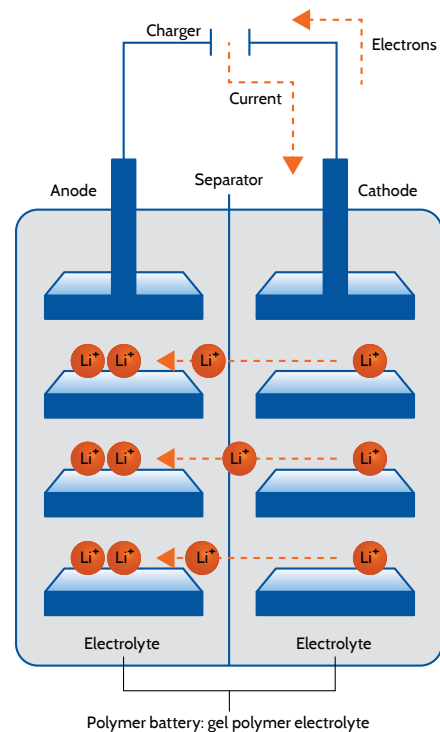 Charger
Electrons
Current
Anode
Separator
Cathode
Li+ Li+ Li+ Li+
Li+ Li+ Li+ Li+
Li+ Li+ Li+ Li+
Electrolyte
Electrolyte
Polymer battery: gel polymer electrolyte